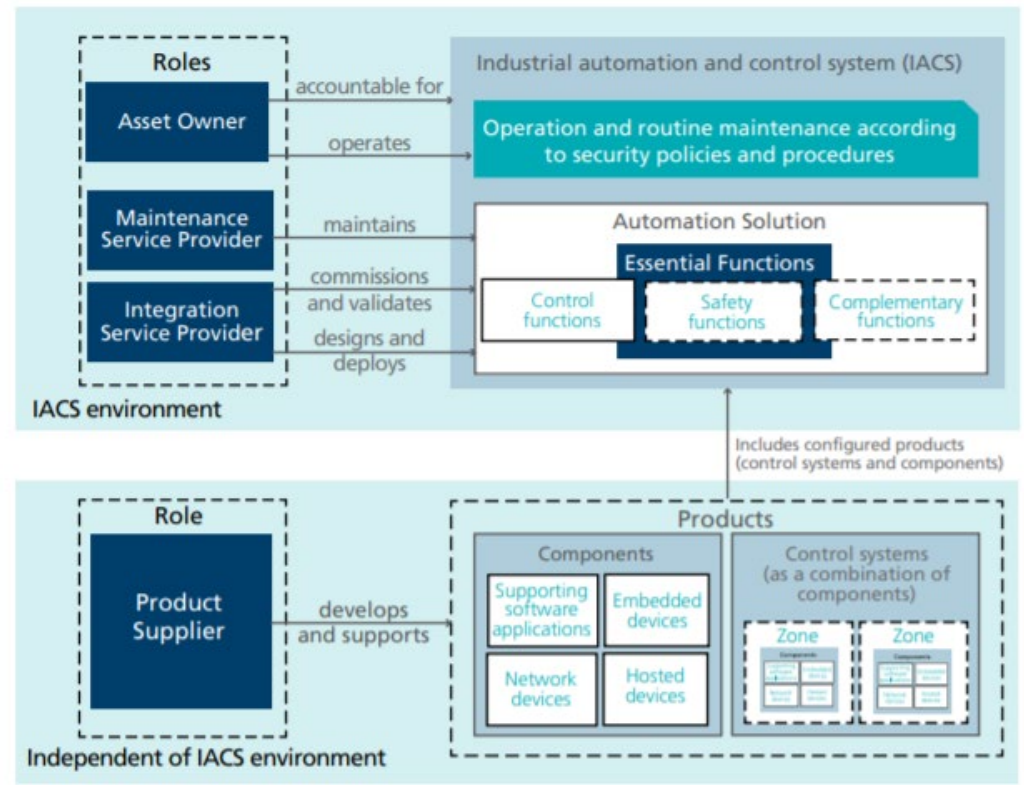 Roles
Asset Owner
Maintenance
Service Provider
Integration
Service Provider
accountable for
operates
maintains
commissions
and validates
designs and
deploys
Industrial automation and control system (IACS)
Operation and routine maintenance according
to security policies and procedures
Automation Solution
Essential Functions
Control
functions
Safety
functions
Complementary
functions
IACS environment
Includes configured products
(control systems and components)
Role
Product
Supplier
develops
and supports
Products
Components
Supporting
software
applications
Embedded
devices
Network
devices
Hosted
devices
Control systems
(as a combination of
components)
Zone
Components
Zone
Components
Independent of IACS environment